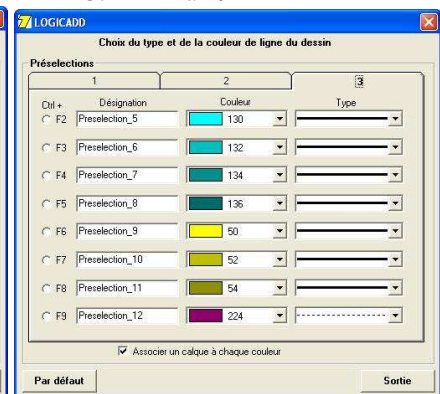 LOGICADD
Choix du type et de la couleur de ligne du dessin
Préselections
1 2 3
Ctrl + Désignation Couleur Type
F2 Preselection_5 130
F3 Preselection_6 132
F4 Preselection_7 134
F5 Preselection_8 136
F6 Preselection_9 50
F7 Preselection_10 52
F8 Preselection_11 54
F9 Preselection_12 224
Associer un calque à chaque couleur
Par défaut Sortie